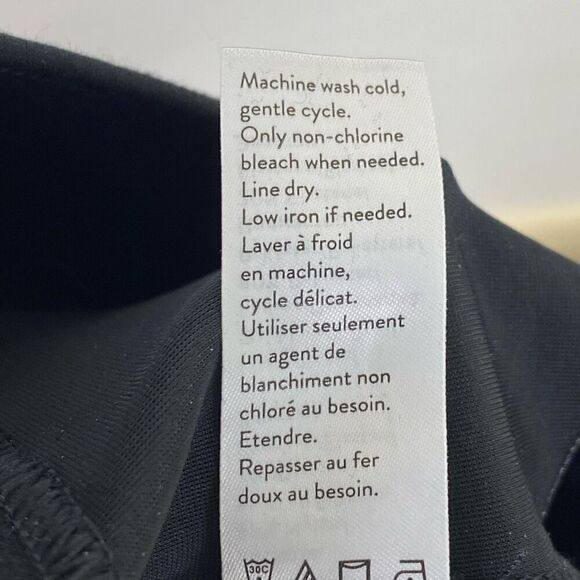 Machine wash cold,
gentle cycle.
Only non-chlorine
bleach when needed.
Line dry.
Low iron if needed.
Laver à froid
en machine,
cycle délicat.
Utiliser seulement
un agent de
blanchiment non
chloré au besoin.
Etendre.
Repasser au fer
doux au besoin.
30C